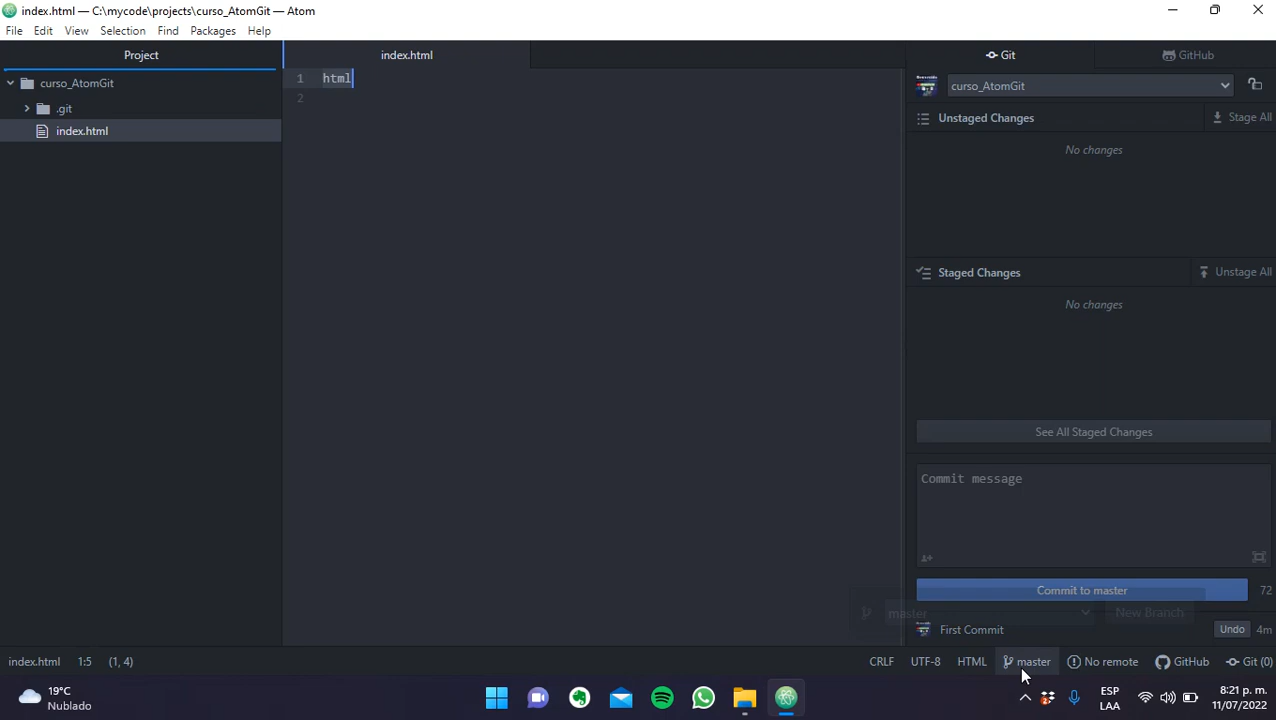 index.html — C:\mycode\projects\curso_AtomGit — Atom
File Edit View Selection Find Packages Help
Project
index.html
Git
GitHub
curso_AtomGit
.git
index.html
1 html
2
curso_AtomGit
Unstaged Changes
Stage All
No changes
Staged Changes
Unstage All
No changes
See All Staged Changes
Commit message
Commit to master
72
master
New Branch
First Commit
Undo
4m
index.html 1:5 (1, 4)
CRLF UTF-8 HTML master No remote GitHub Git (0)
19°C
Nublado
ESP
LAA
8:21 p. m.
11/07/2022